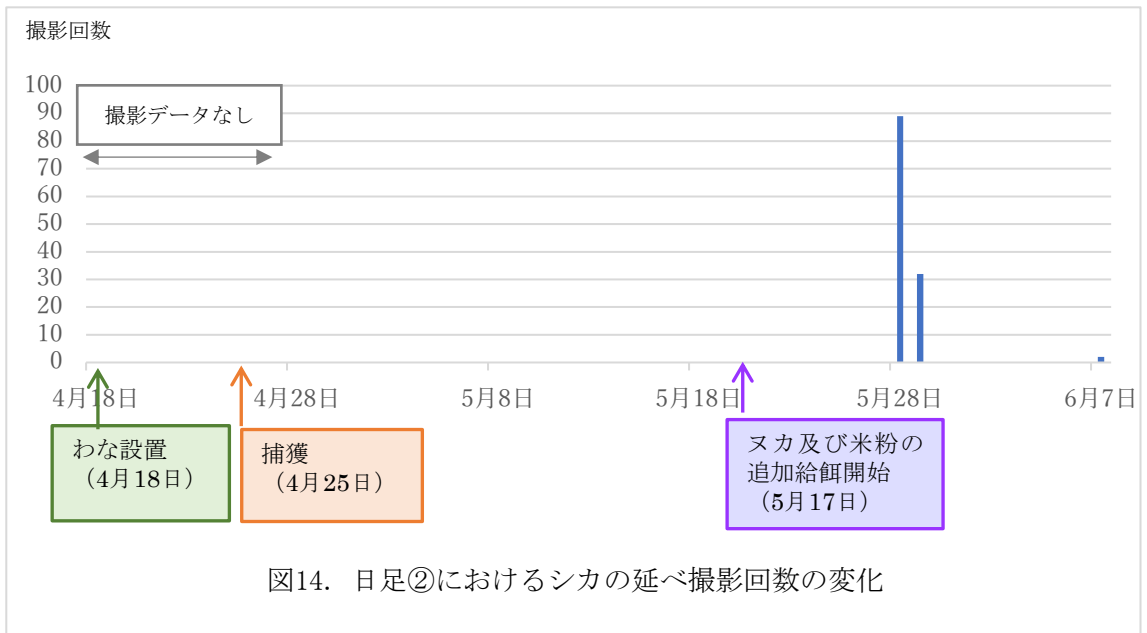 撮影回数
100
90
80
70
60
50
40
30
20
10
0
撮影データなし
4月18日
4月28日
5月8日
5月18日
5月28日
6月7日
わな設置
（4月18日）
捕獲
（4月25日）
ヌカ及び米粉の
追加給餌開始
（5月17日）
図14．日足②におけるシカの延べ撮影回数の変化